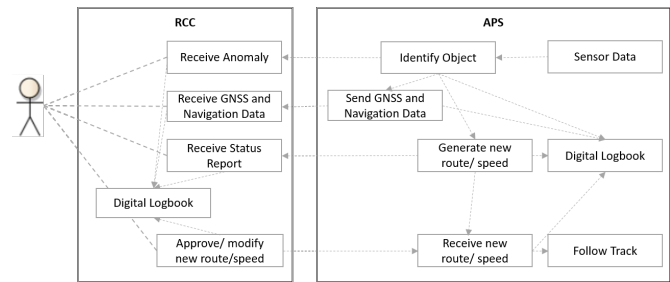 RCC
APS
Receive Anomaly
Identify Object
Sensor Data
Receive GNSS and
Navigation Data
Send GNSS and
Navigation Data
Receive Status
Report
Generate new
route/ speed
Digital Logbook
Digital Logbook
Approve/ modify
new route/speed
Receive new
route/ speed
Follow Track